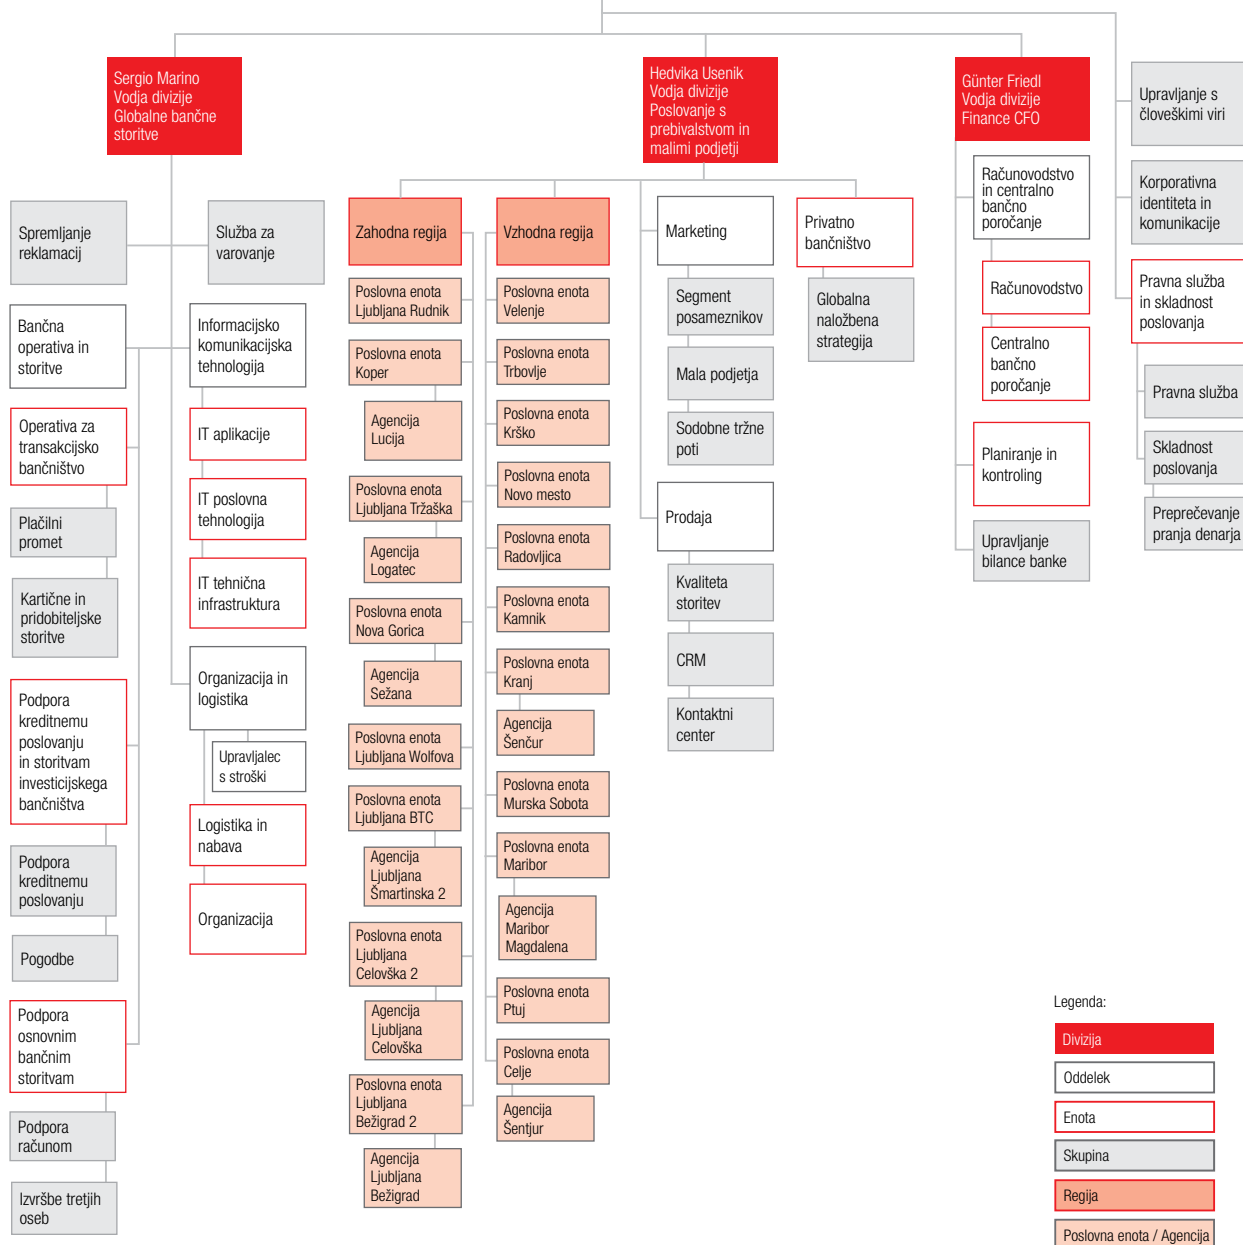 Sergio Marino
Vodja divizije
Globalne bančne
storitve
Hedvika Usenik
Vodja divizije
Poslovanje s
prebivalstvom in
malimi podjetji
Günter Friedl
Vodja divizije
Finance CFO
Upravljanje s
človeškimi viri
Korporativna
identiteta in
komunikacije
Pravna služba
in skladnost
poslovanja
Pravna služba
Skladnost
poslovanja
Preprečevanje
pranja denarja
Spremljanje
reklamacij
Služba za
varovanje
Bančna
operativa in
storitve
Operativa za
transakcijsko
bančništvo
Plačilni
promet
Kartične in
pridobiteljske
storitve
Podpora
kreditnemu
poslovanju
in storitvam
investicijskega
bančništva
Podpora
kreditnemu
poslovanju
Pogodbe
Podpora
osnovnim
bančnim
storitvam
Podpora
računom
Izvršbe tretjih
oseb
Informacijsko
komunikacijska
tehnologija
IT aplikacije
IT poslovna
tehnologija
IT tehnična
infrastruktura
Organizacija in
logistika
Upravljalec
s stroški
Logistika in
nabava
Organizacija
Zahodna regija
Poslovna enota
Ljubljana Rudnik
Poslovna enota
Koper
Agencija
Lucija
Poslovna enota
Ljubljana Tržaška
Agencija
Logatec
Poslovna enota
Nova Gorica
Agencija
Sežana
Poslovna enota
Ljubljana Wolfova
Poslovna enota
Ljubljana BTC
Agencija
Ljubljana
Šmartinska 2
Poslovna enota
Ljubljana
Celovška 2
Agencija
Ljubljana
Celovška
Poslovna enota
Ljubljana
Bežigrad 2
Agencija
Ljubljana
Bežigrad
Vzhodna regija
Poslovna enota
Velenje
Poslovna enota
Trbovlje
Poslovna enota
Krško
Poslovna enota
Novo mesto
Poslovna enota
Radovljica
Poslovna enota
Kamnik
Poslovna enota
Kranj
Agencija
Šenčur
Poslovna enota
Murska Sobota
Poslovna enota
Maribor
Agencija
Maribor
Magdalena
Poslovna enota
Ptuj
Poslovna enota
Celje
Agencija
Šentjur
Marketing
Segment
posameznikov
Mala podjetja
Sodobne tržne
poti
Prodaja
Kvaliteta
storitev
CRM
Kontaktni
center
Privatno
bančništvo
Globalna
naložbena
strategija
Računovodstvo
in centralno
bančno
poročanje
Računovodstvo
Centralno
bančno
poročanje
Planiranje in
kontroling
Upravljanje
bilance banke
Legenda:
Divizija
Oddelek
Enota
Skupina
Regija
Poslovna enota / Agencija